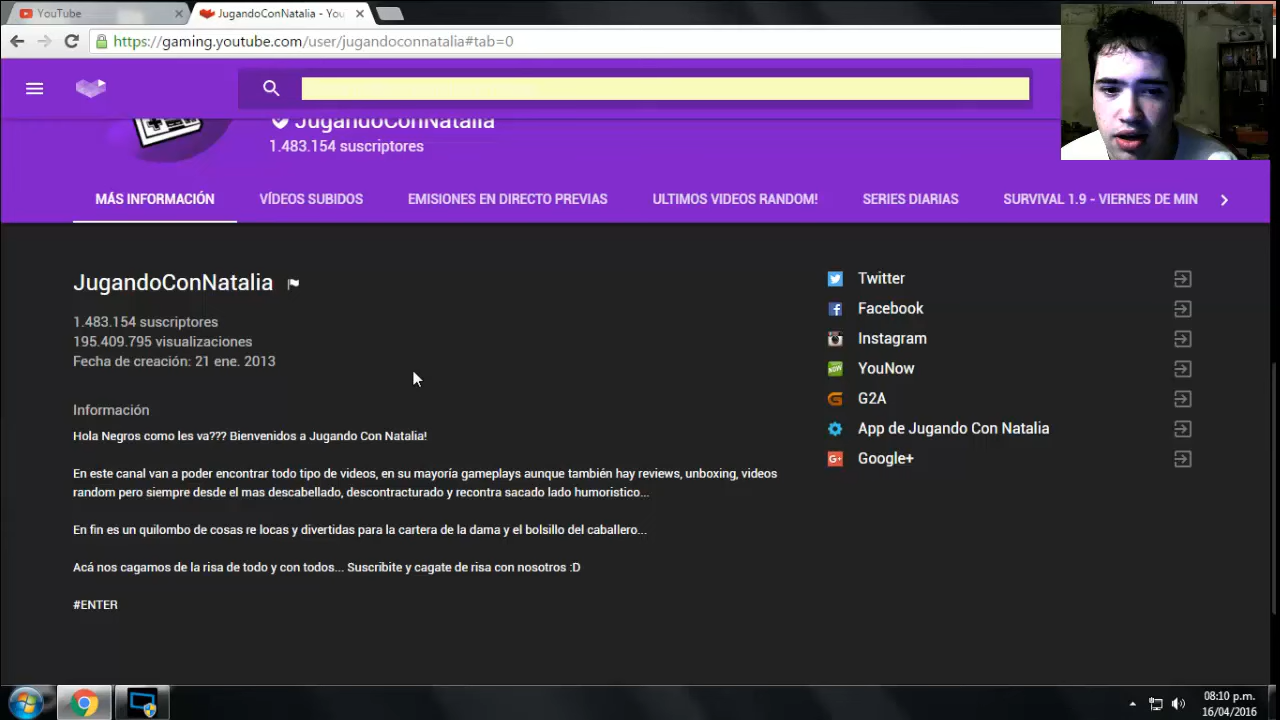 YouTube
JugandoConNatalia - You
https://gaming.youtube.com/user/jugandoconnatalia#tab=0
JugandoConNatalia
1.483.154 suscriptores
MÁS INFORMACIÓN
VÍDEOS SUBIDOS
EMISIONES EN DIRECTO PREVIAS
ULTIMOS VIDEOS RANDOM!
SERIES DIARIAS
SURVIVAL 1.9 - VIERNES DE MIN
JugandoConNatalia
1.483.154 suscriptores
195.409.795 visualizaciones
Fecha de creación: 21 ene. 2013
Información
Hola Negros como les va??? Bienvenidos a Jugando Con Natalia!
En este canal van a poder encontrar todo tipo de videos, en su mayoría gameplays aunque también hay reviews, unboxing, videos
random pero siempre desde el mas descabellado, descontracturado y recontra sacado lado humoristico...
En fin es un quilombo de cosas re locas y divertidas para la cartera de la dama y el bolsillo del caballero...
Acá nos cagamos de la risa de todo y con todos... Suscribite y cagate de risa con nosotros :D
#ENTER
Twitter
Facebook
Instagram
YouNow
G2A
App de Jugando Con Natalia
Google+
08:10 p.m.
16/04/2016